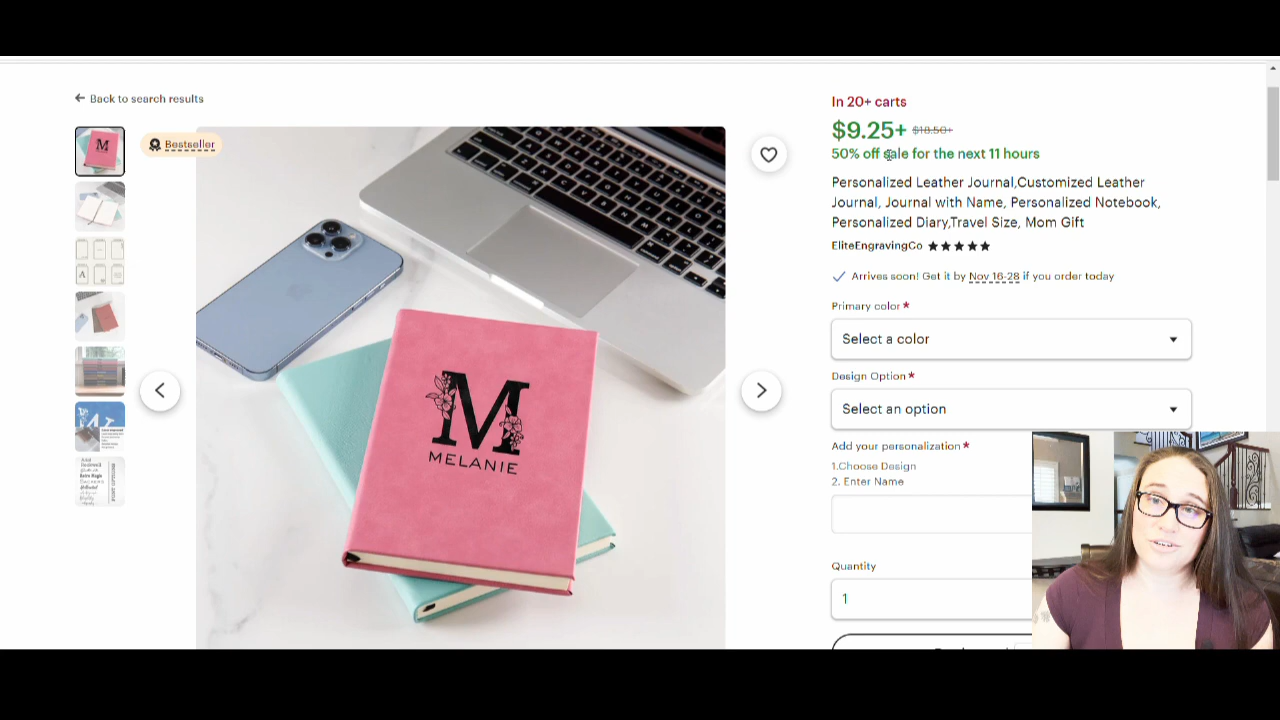 Back to search results
Bestseller
M
MELANIE
In 20+ carts
$9.25+ $18.50+
50% off sale for the next 11 hours
Personalized Leather Journal,Customized Leather
Journal, Journal with Name, Personalized Notebook,
Personalized Diary,Travel Size, Mom Gift
EliteEngravingCo
Arrives soon! Get it by Nov 16-28 if you order today
Primary color *
Select a color
Design Option *
Select an option
Add your personalization *
1.Choose Design
2. Enter Name
Quantity
1